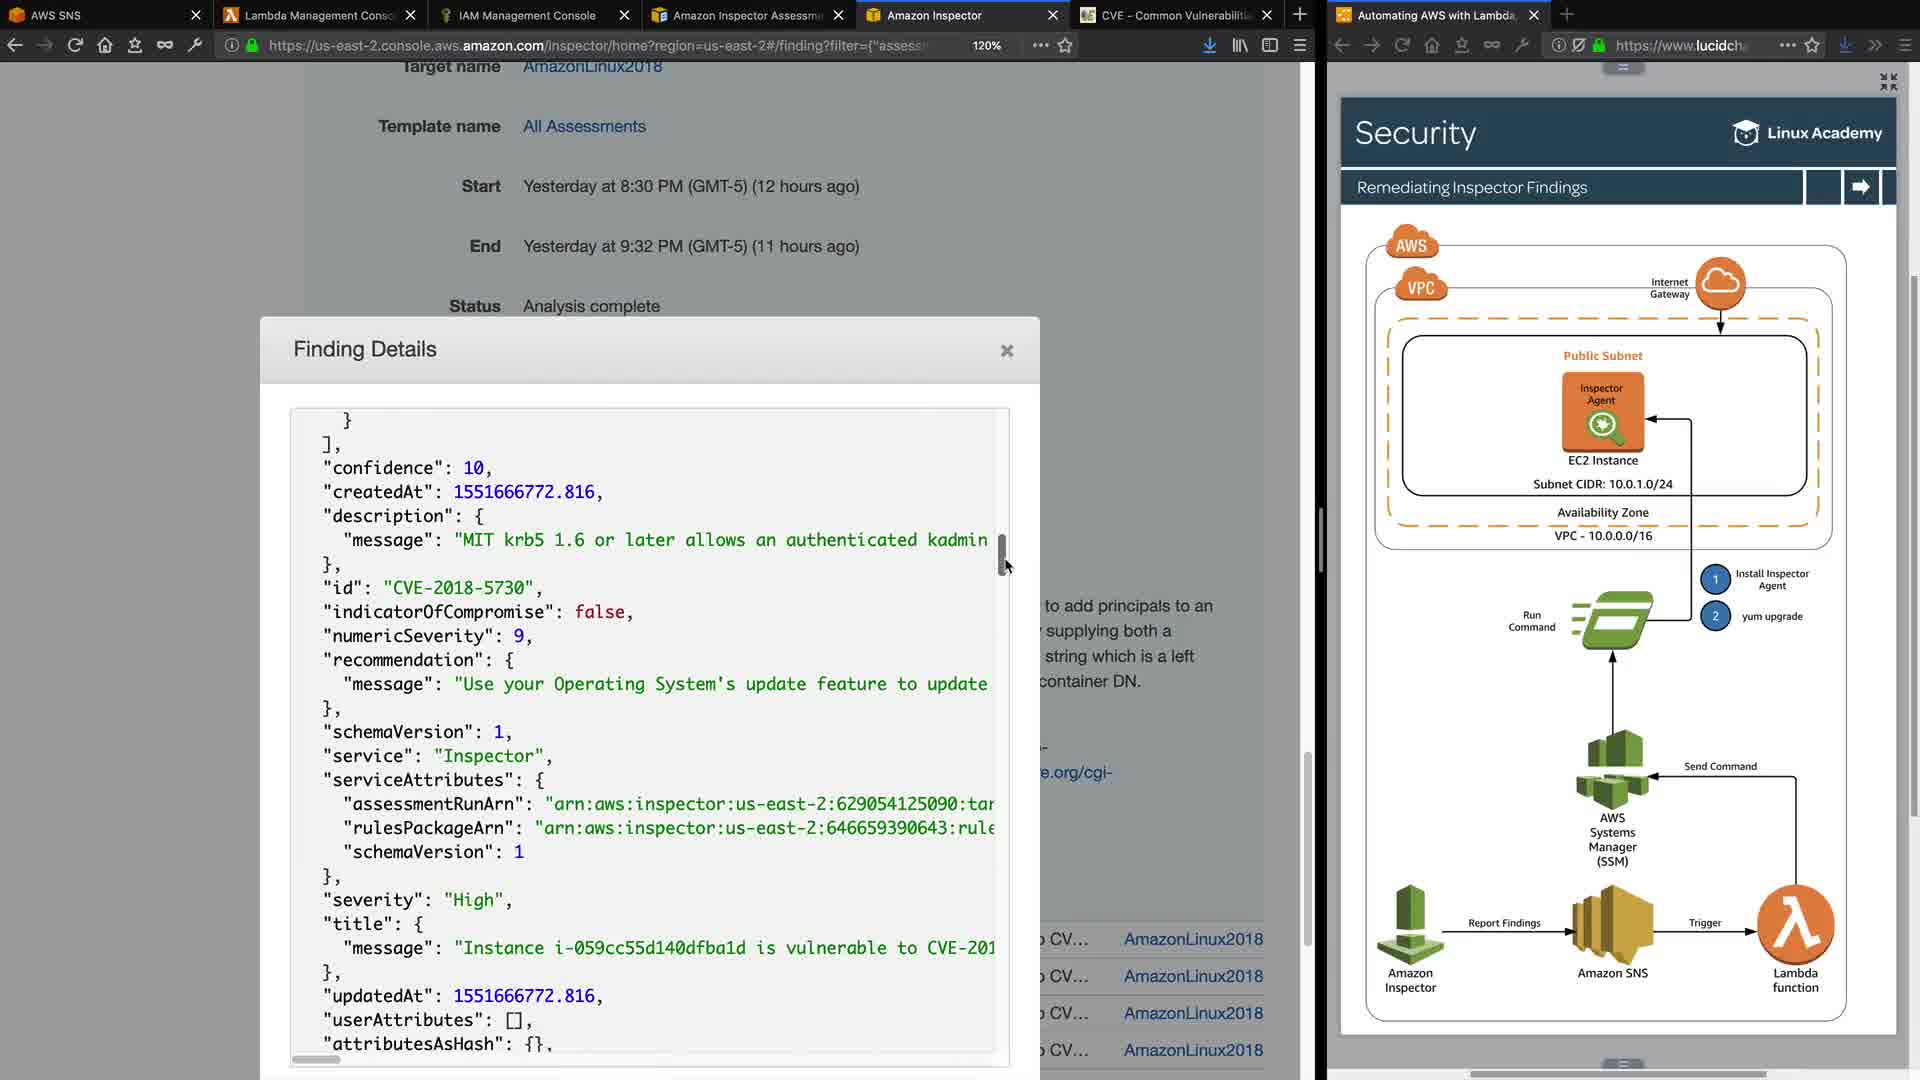 AWS SNS
Lambda Management Conso
IAM Management Console
Amazon Inspector Assessm
Amazon Inspector
CVE - Common Vulnerabilitie
Automating AWS with Lambda,
https://us-east-2.console.aws.amazon.com/inspector/home?region=us-east-2#/finding?filter={"assess
120%
https://www.lucidcha
Target name AmazonLinux2018
Template name All Assessments
Start Yesterday at 8:30 PM (GMT-5) (12 hours ago)
End Yesterday at 9:32 PM (GMT-5) (11 hours ago)
Status Analysis complete
Finding Details
}
],
"confidence": 10,
"createdAt": 1551666772.816,
"description": {
"message": "MIT krb5 1.6 or later allows an authenticated kadmin
},
"id": "CVE-2018-5730",
"indicatorOfCompromise": false,
"numericSeverity": 9,
"recommendation": {
"message": "Use your Operating System's update feature to update
},
"schemaVersion": 1,
"service": "Inspector",
"serviceAttributes": {
"assessmentRunArn": "arn:aws:inspector:us-east-2:629054125090:tar
"rulesPackageArn": "arn:aws:inspector:us-east-2:646659390643:rule
"schemaVersion": 1
},
"severity": "High",
"title": {
"message": "Instance i-059cc55d140dfba1d is vulnerable to CVE-201
},
"updatedAt": 1551666772.816,
"userAttributes": [],
"attributesAsHash": {},
to add principals to an
supplying both a
string which is a left
container DN.
e.org/cgi-
CV... AmazonLinux2018
CV... AmazonLinux2018
CV... AmazonLinux2018
CV... AmazonLinux2018
Security
Linux Academy
Remediating Inspector Findings
AWS
VPC
Internet
Gateway
Public Subnet
Inspector
Agent
EC2 Instance
Subnet CIDR: 10.0.1.0/24
Availability Zone
VPC - 10.0.0.0/16
1 Install Inspector
Agent
2 yum upgrade
Run
Command
Send Command
AWS
Systems
Manager
(SSM)
Report Findings
Trigger
Amazon
Inspector
Amazon SNS
Lambda
function